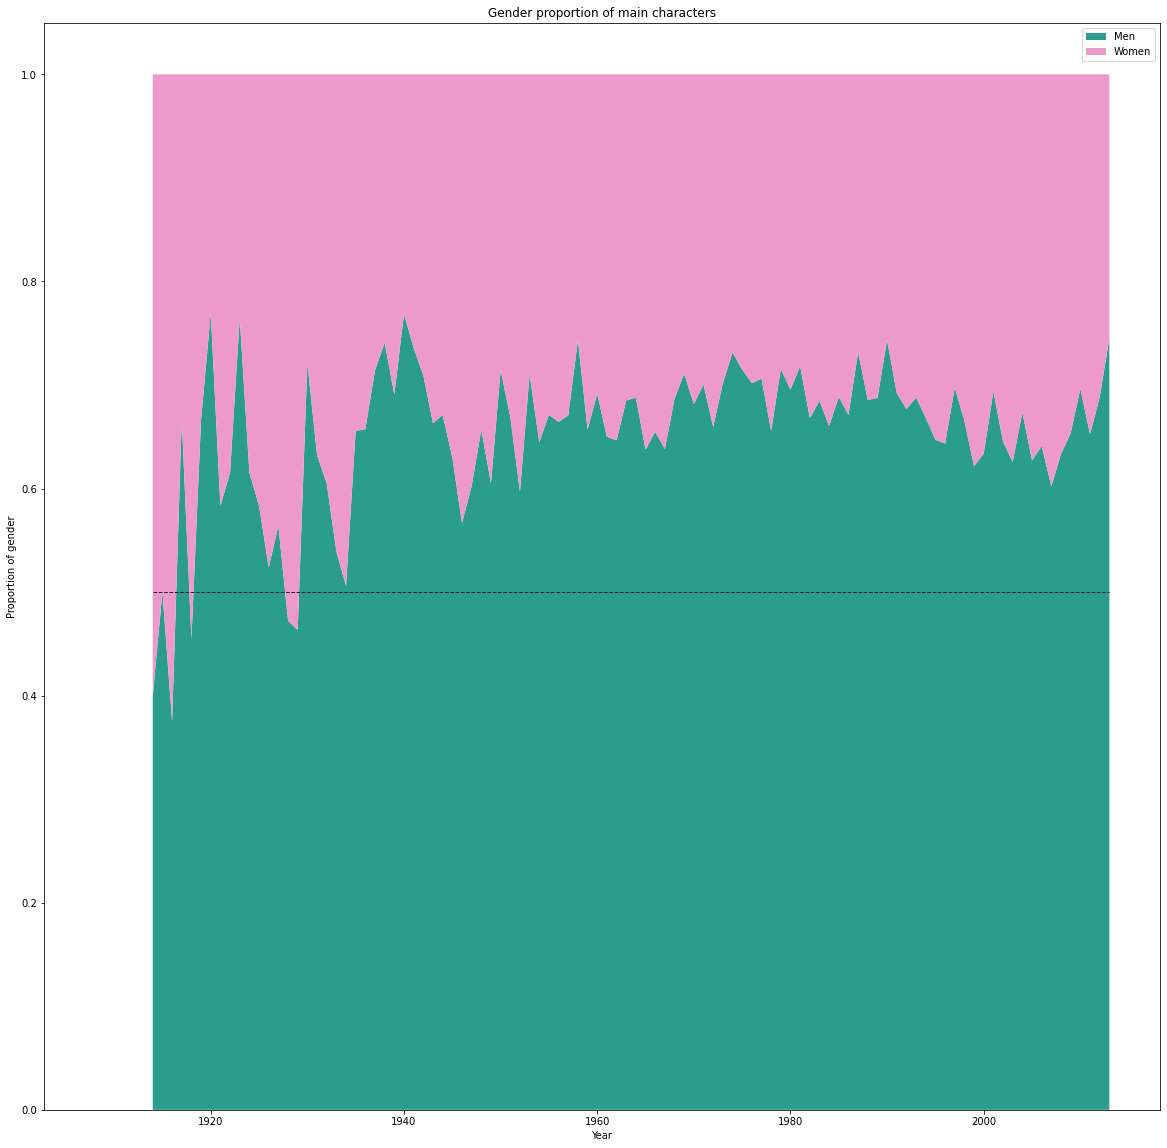 Gender proportion of main characters
Men
Women
1.0
0.8
0.6
0.4
0.2
0.0
Proportion of gender
1920 1940 1960 1980 2000
Year